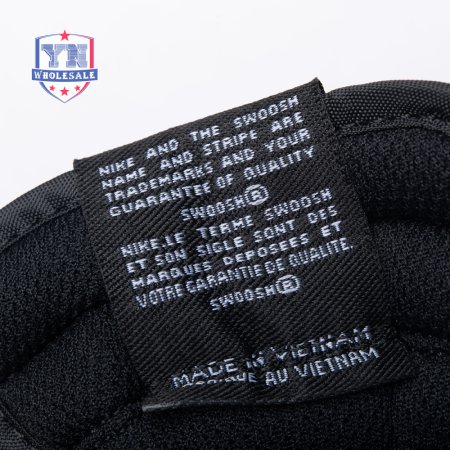 YN
WHOLESALE
NIKE AND THE SWOOSH
NAME AND STRIPE ARE
TRADEMARKS AND YOUR
GUARANTEE OF QUALITY
SWOOSH®
NIKE,LE TERME SWOOSH
ET SON SIGLE SONT DES
MARQUES DEPOSEES ET
VOTRE GARANTIE DE QUALITE.
SWOOSH®
MADE IN VIETNAM
AU VIETNAM